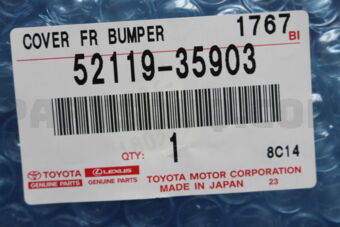 COVER FR BUMPER 1767
BI
52119-35903
QTY: 1 8C14
TOYOTA LEXUS
GENUINE PARTS GENUINE PARTS
TOYOTA MOTOR CORPORATION
MADE IN JAPAN 23